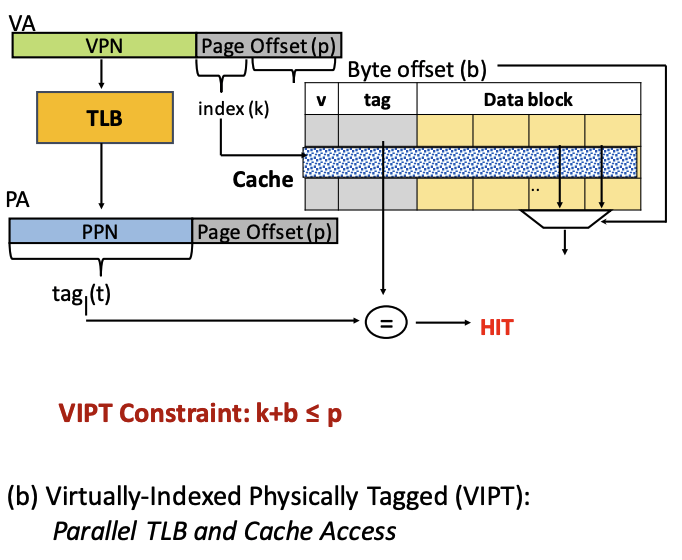 VA
VPN
Page Offset (p)
Byte offset (b)
index (k)
v
tag
Data block
TLB
Cache
..
PA
PPN
Page Offset (p)
tag (t)
=
HIT
VIPT Constraint: k+b ≤ p
(b) Virtually-Indexed Physically Tagged (VIPT):
Parallel TLB and Cache Access